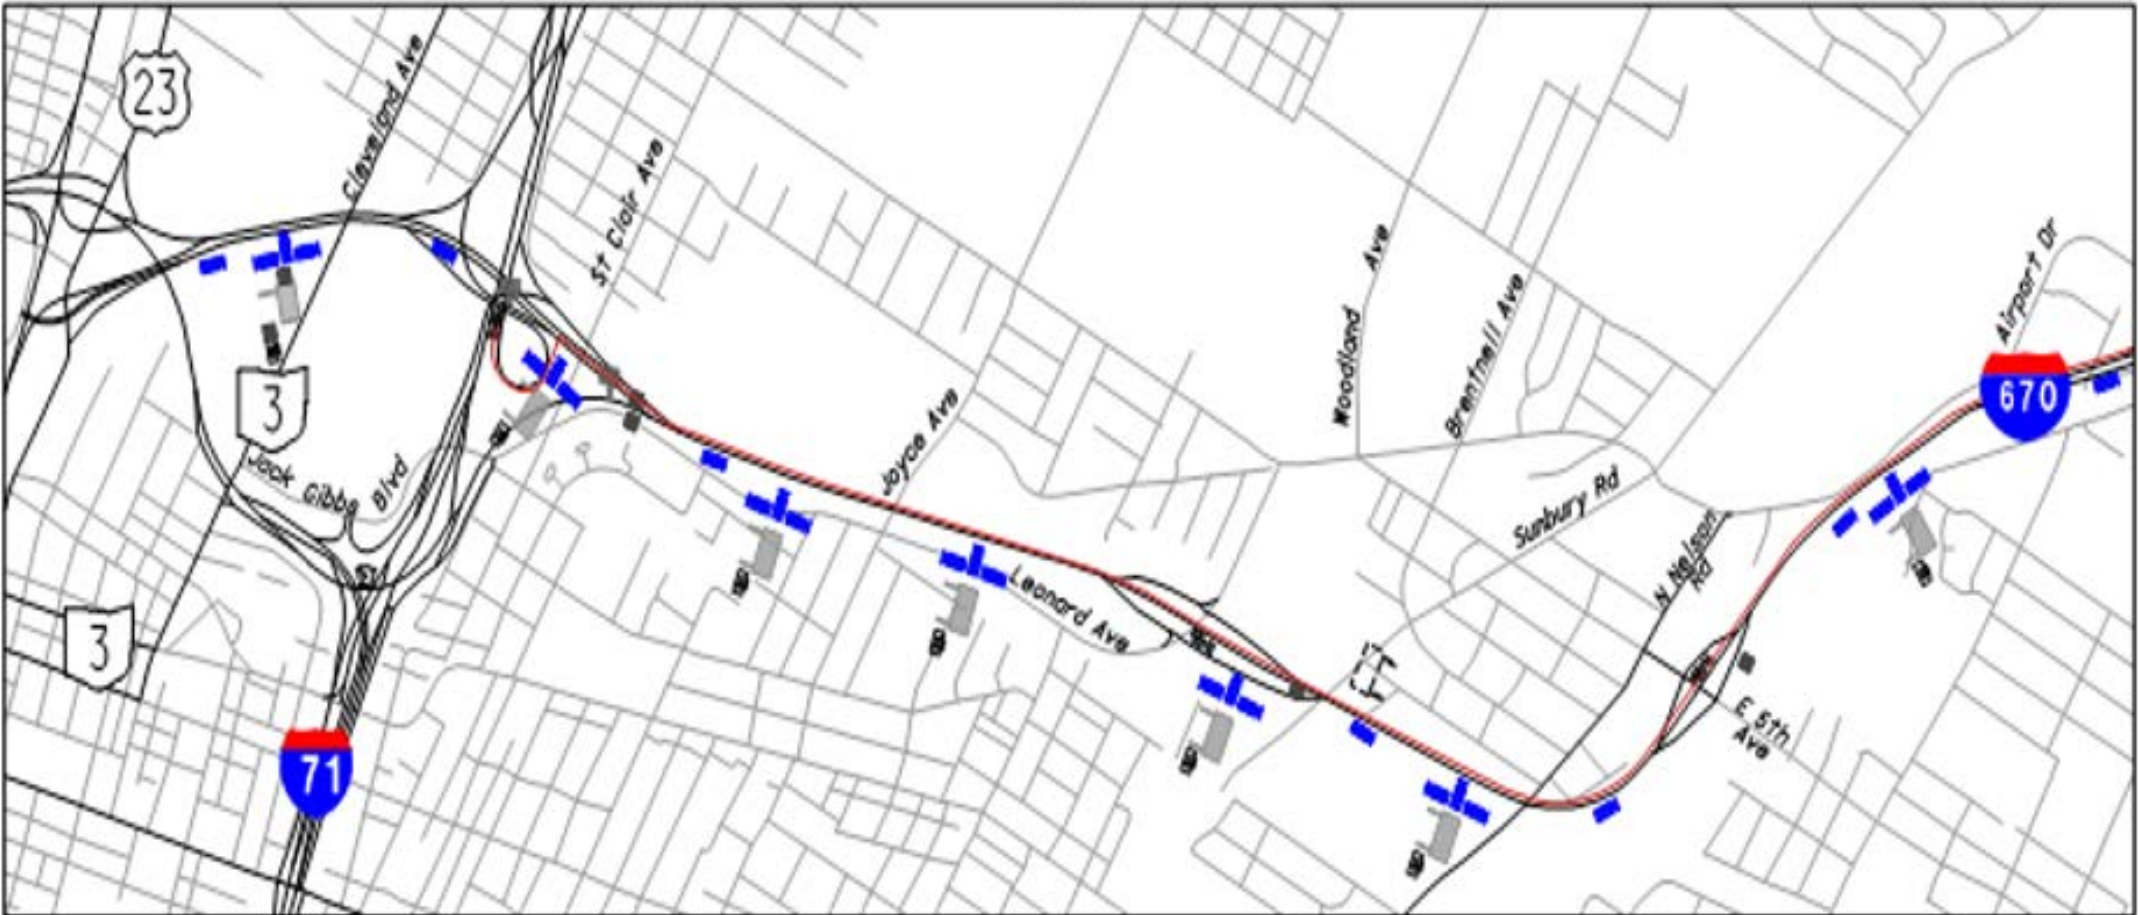 23
Cleveland Ave
St Clair Ave
Woodland Ave
Brentnell Ave
Airport Dr
3
670
Joyce Ave
Jack Gibbs Blvd
Sunbury Rd
N Nelson
Rd
Leonard Ave
3
E 5th
Ave
71